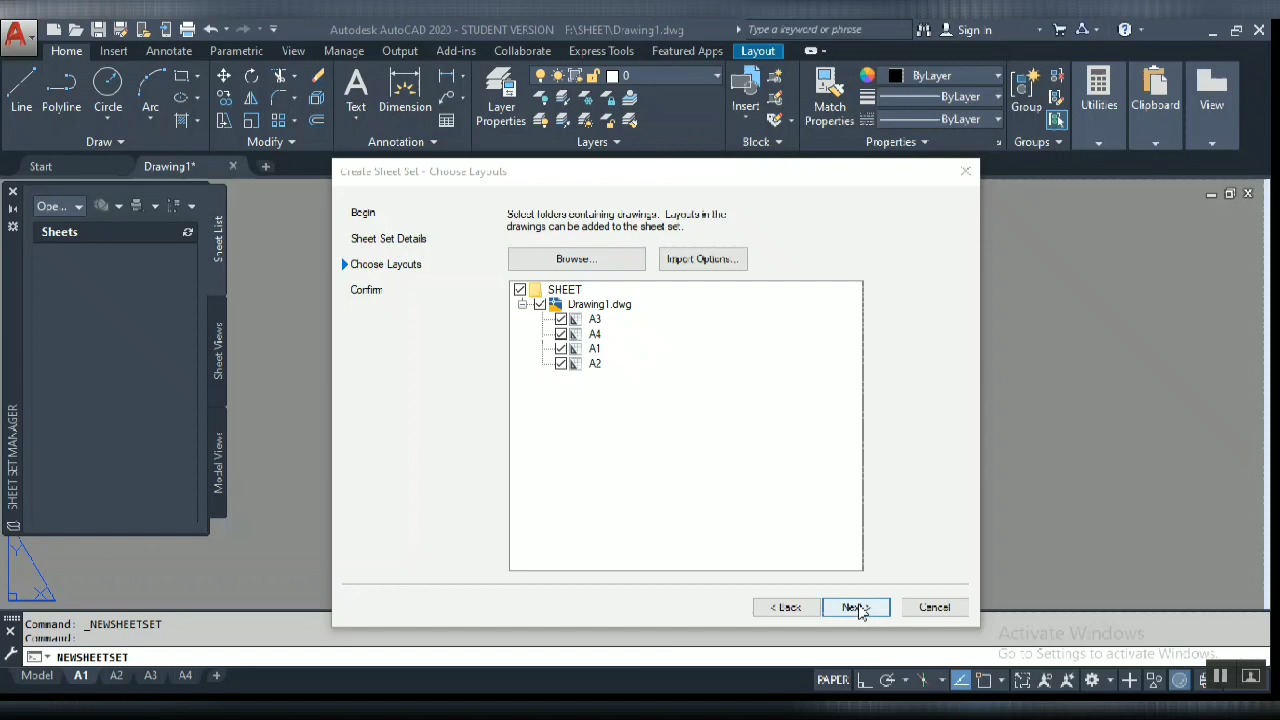 Autodesk AutoCAD 2020 - STUDENT VERSION F:\SHEET\Drawing1.dwg
Type a keyword or phrase
Sign In
Home Insert Annotate Parametric View Manage Output Add-ins Collaborate Express Tools Featured Apps Layout
Line Polyline Circle Arc
Text Dimension
Layer
Properties
0
Insert
Match
Properties
ByLayer
ByLayer
ByLayer
Group
Utilities Clipboard View
Draw Modify Annotation Layers Block Properties Groups
Start Drawing1*
Create Sheet Set - Choose Layouts
Ope...
Sheets
Sheet List
Sheet Views
Model Views
SHEET SET MANAGER
Begin
Sheet Set Details
Choose Layouts
Confirm
Select folders containing drawings. Layouts in the
drawings can be added to the sheet set.
Browse... Import Options...
SHEET
Drawing1.dwg
A3
A4
A1
A2
< Back Next > Cancel
Y
X
Command: _NEWSHEETSET
Command:
NEWSHEETSET
Activate Windows
Go to Settings to activate Windows.
Model A1 A2 A3 A4 +
PAPER